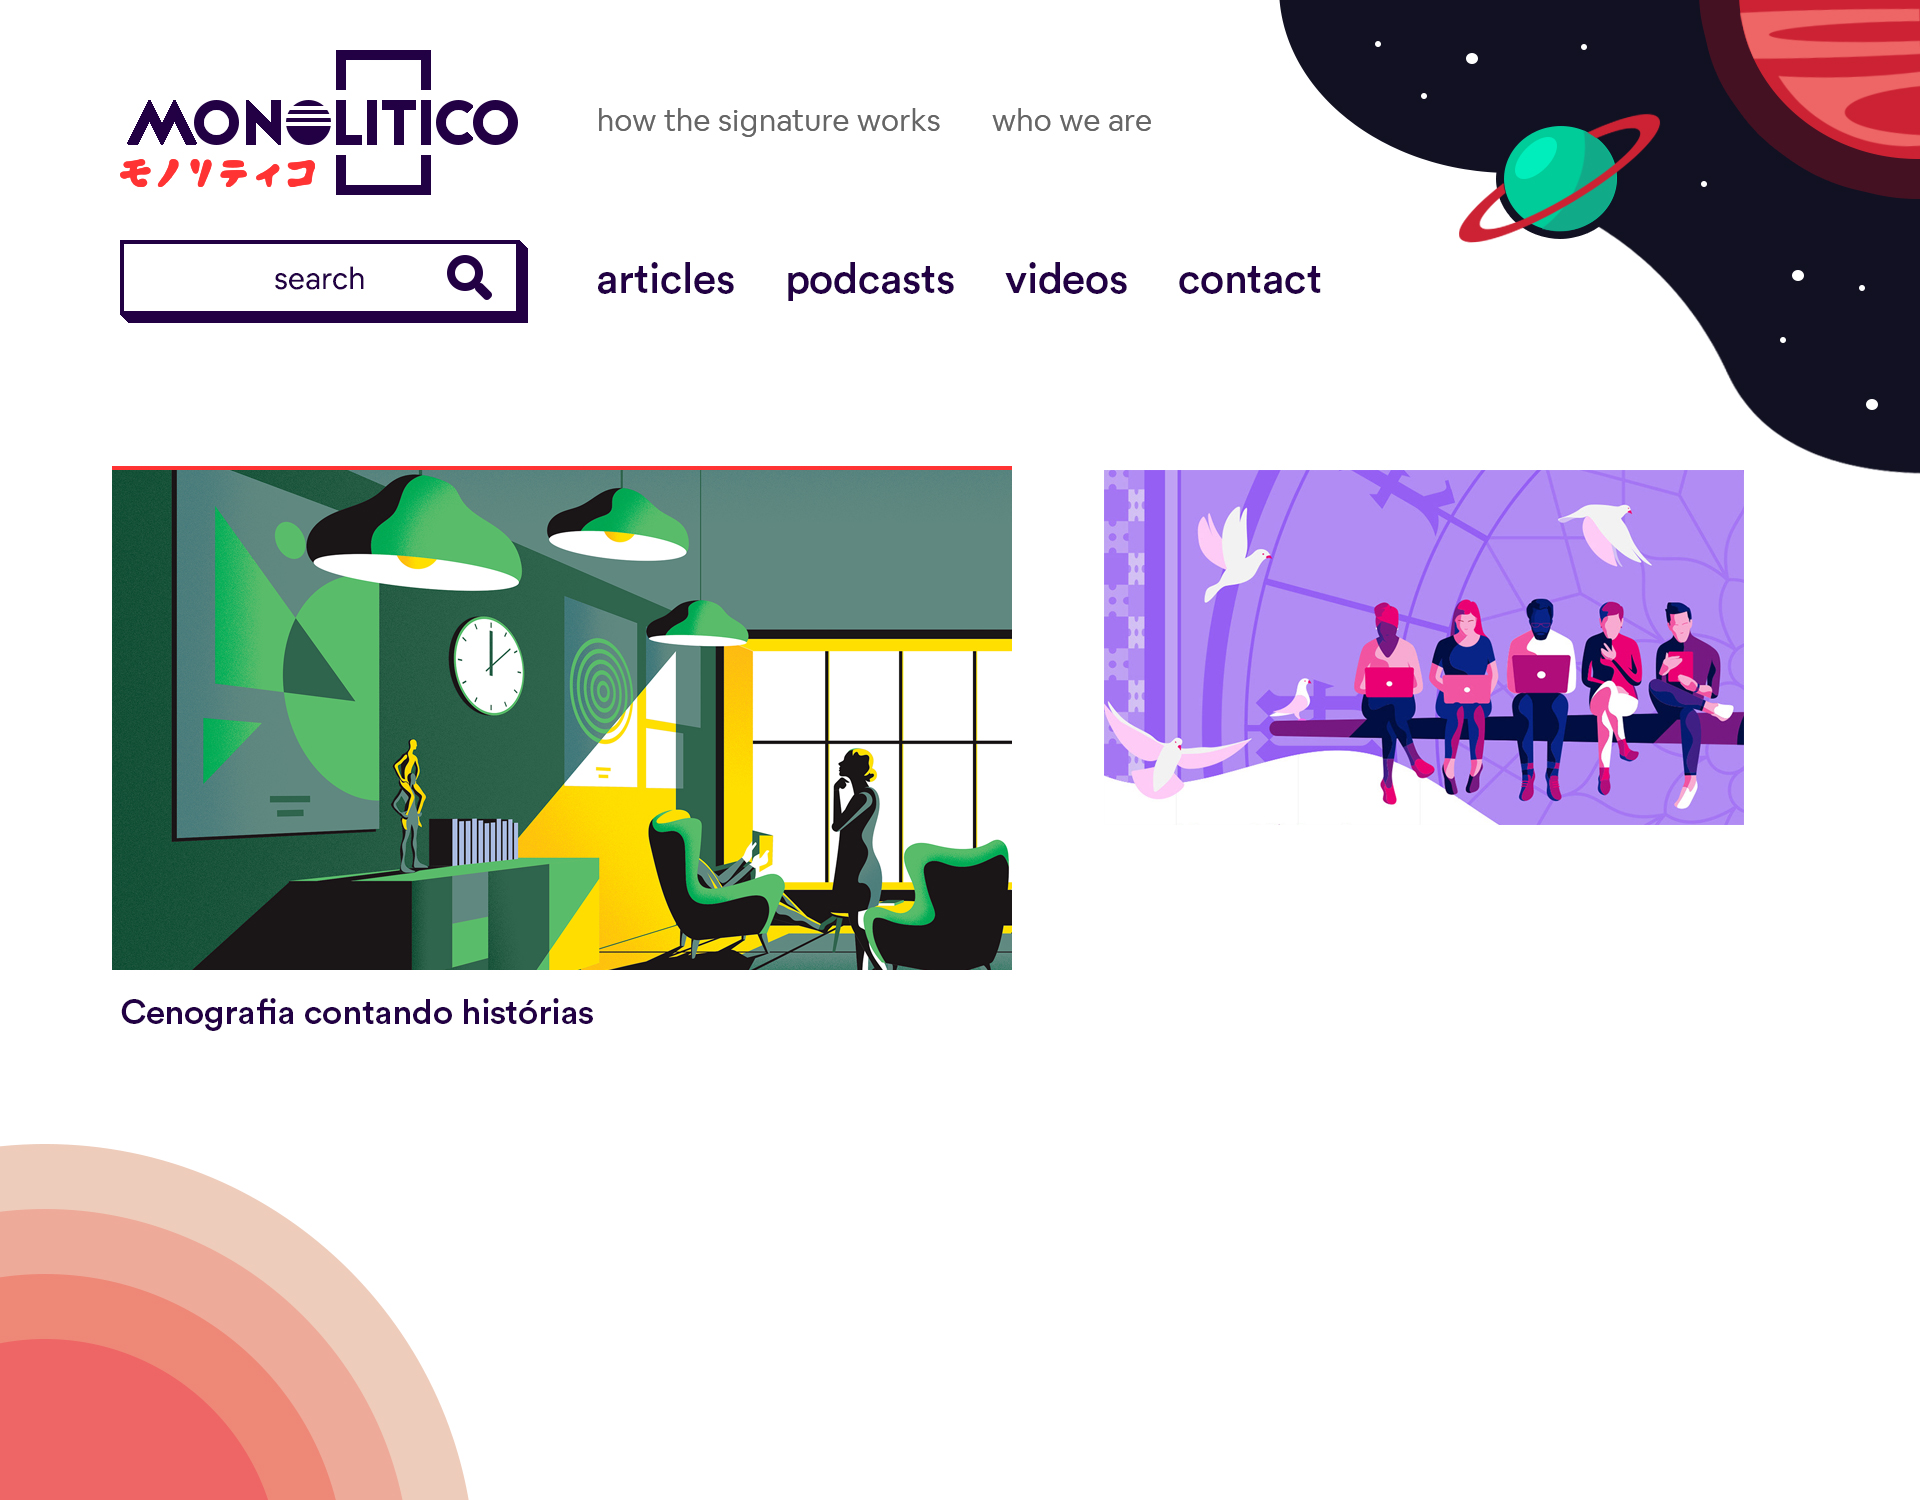 MONOLITICO
モノリティコ
how the signature works
who we are
search
articles
podcasts
videos
contact
Cenografia contando histórias